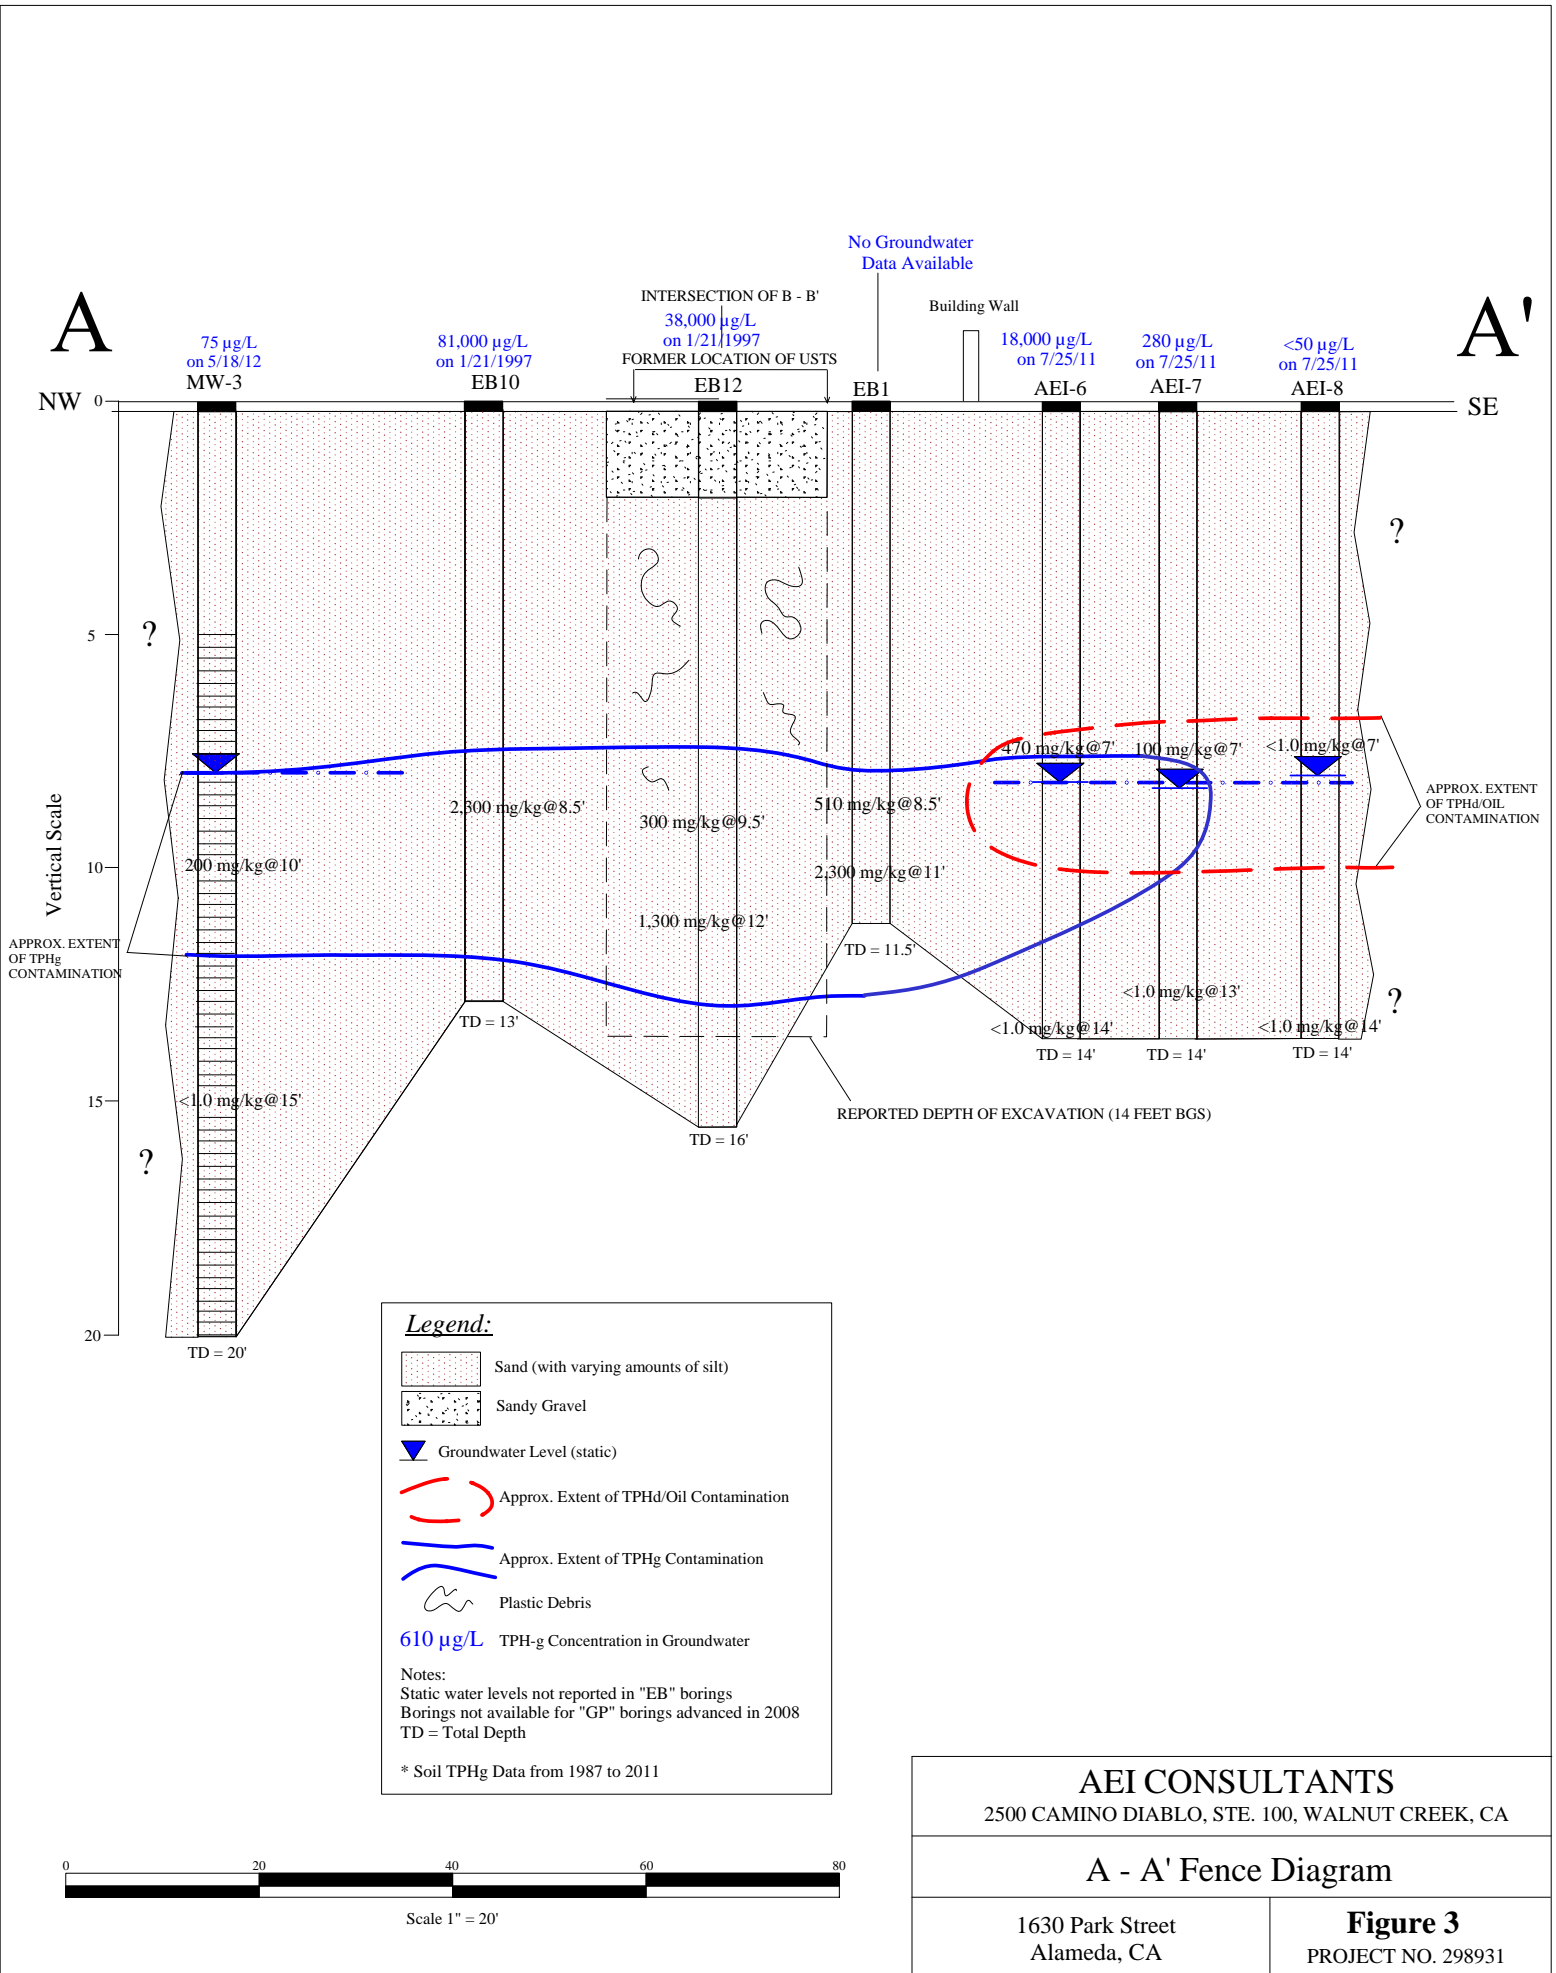 No Groundwater
Data Available
INTERSECTION OF B - B'
Building Wall
A
A'
38,000 µg/L
on 1/21/1997
75 µg/L
on 5/18/12
81,000 µg/L
on 1/21/1997
18,000 µg/L
on 7/25/11
280 µg/L
on 7/25/11
<50 µg/L
on 7/25/11
FORMER LOCATION OF USTS
MW-3
EB10
EB12
EB1
AEI-6
AEI-7
AEI-8
NW
0
SE
?
5
?
470 mg/kg@7'
100 mg/kg@7'
<1.0 mg/kg@7'
2,300 mg/kg@8.5'
300 mg/kg@9.5'
510 mg/kg@8.5'
APPROX. EXTENT
OF TPHd/OIL
CONTAMINATION
Vertical Scale
10
200 mg/kg@10'
2,300 mg/kg@11'
1,300 mg/kg@12'
APPROX. EXTENT
OF TPHg
CONTAMINATION
TD = 11.5'
<1.0 mg/kg@13'
?
TD = 13'
<1.0 mg/kg@14'
<1.0 mg/kg@14'
TD = 14'
TD = 14'
TD = 14'
15
<1.0 mg/kg@15'
REPORTED DEPTH OF EXCAVATION (14 FEET BGS)
TD = 16'
?
20
TD = 20'
Legend:
Sand (with varying amounts of silt)
Sandy Gravel
Groundwater Level (static)
Approx. Extent of TPHd/Oil Contamination
Approx. Extent of TPHg Contamination
Plastic Debris
610 µg/L TPH-g Concentration in Groundwater
Notes:
Static water levels not reported in "EB" borings
Borings not available for "GP" borings advanced in 2008
TD = Total Depth
* Soil TPHg Data from 1987 to 2011
0 20 40 60 80
Scale 1" = 20'
AEI CONSULTANTS
2500 CAMINO DIABLO, STE. 100, WALNUT CREEK, CA
A - A' Fence Diagram
1630 Park Street
Alameda, CA
Figure 3
PROJECT NO. 298931